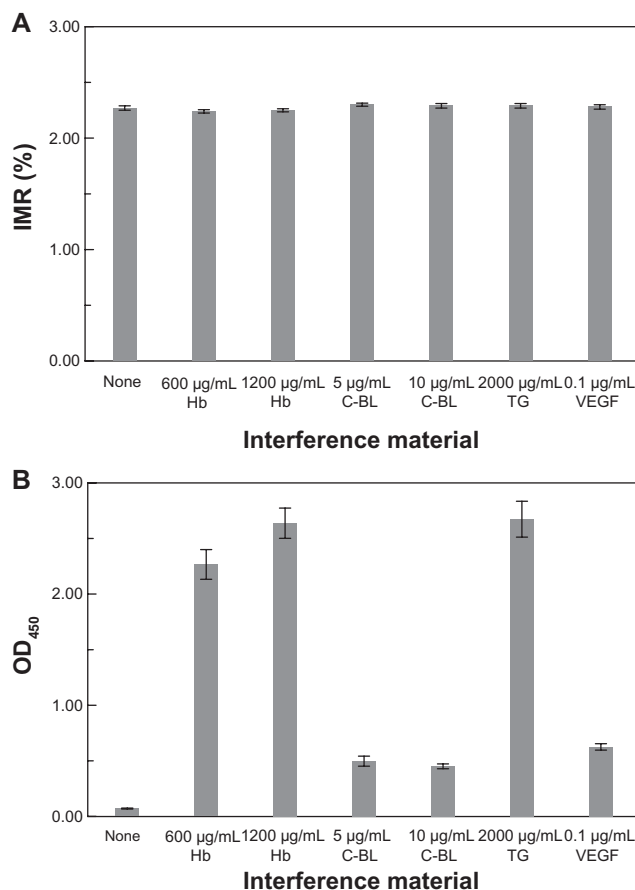 A
3.00
2.00
1.00
0.00
IMR (%)
None 600 µg/mL 1200 µg/mL 5 µg/mL 10 µg/mL 2000 µg/mL 0.1 µg/mL
Hb Hb C-BL C-BL TG VEGF
Interference material
B
3.00
2.00
1.00
0.00
OD450
None 600 µg/mL 1200 µg/mL 5 µg/mL 10 µg/mL 2000 µg/mL 0.1 µg/mL
Hb Hb C-BL C-BL TG VEGF
Interference material